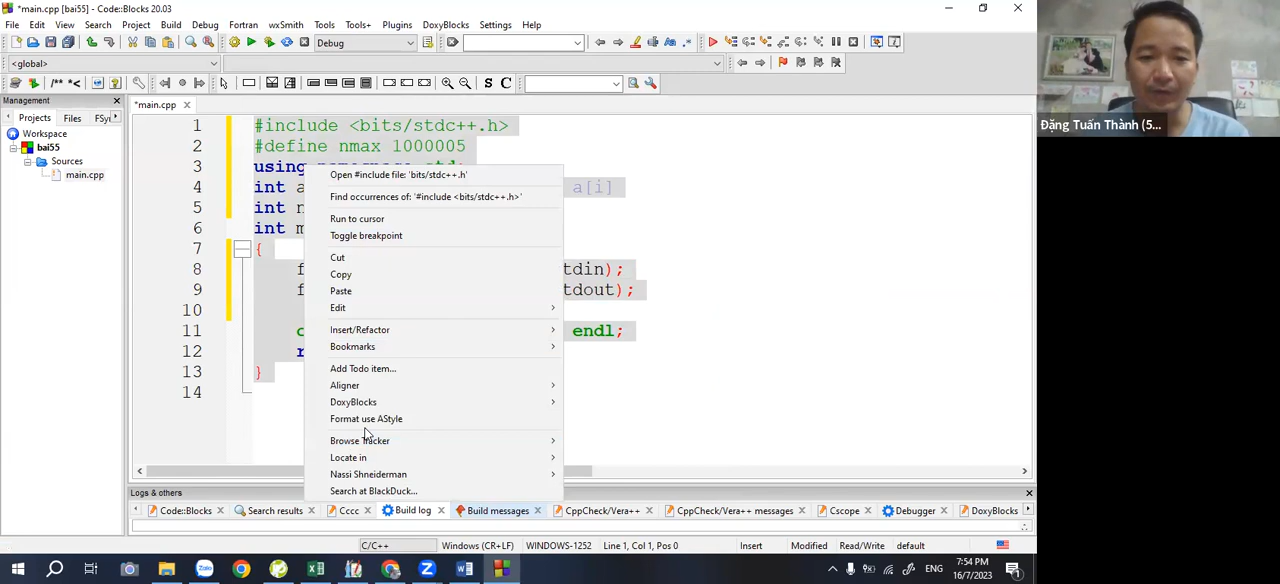 *main.cpp [bai55] - Code::Blocks 20.03
File Edit View Search Project Build Debug Fortran wxSmith Tools Tools+ Plugins DoxyBlocks Settings Help
Debug
<global>
/** *<
S C
Management
Projects Files FSy
*main.cpp
Workspace
bai55
Sources
main.cpp
1 #include <bits/stdc++.h>
2 #define nmax 1000005
3 using namespace std;
4 int a a[i]
5 int n
6 int m
7 {
8 f tdin);
9 f tdout);
10
11 c endl;
12 r
13 }
14
Open #include file: 'bits/stdc++.h'
Find occurrences of: '#include <bits/stdc++.h>'
Run to cursor
Toggle breakpoint
Cut
Copy
Paste
Edit
Insert/Refactor
Bookmarks
Add Todo item...
Aligner
DoxyBlocks
Format use AStyle
Browse Tracker
Locate in
Nassi Shneiderman
Search at BlackDuck...
Logs & others
Code::Blocks Search results Cccc Build log Build messages CppCheck/Vera++ CppCheck/Vera++ messages Cscope Debugger DoxyBlocks
C/C++ Windows (CR+LF) WINDOWS-1252 Line 1, Col 1, Pos 0 Insert Modified Read/Write default
ENG 7:54 PM
16/7/2023
Đặng Tuấn Thành (5...